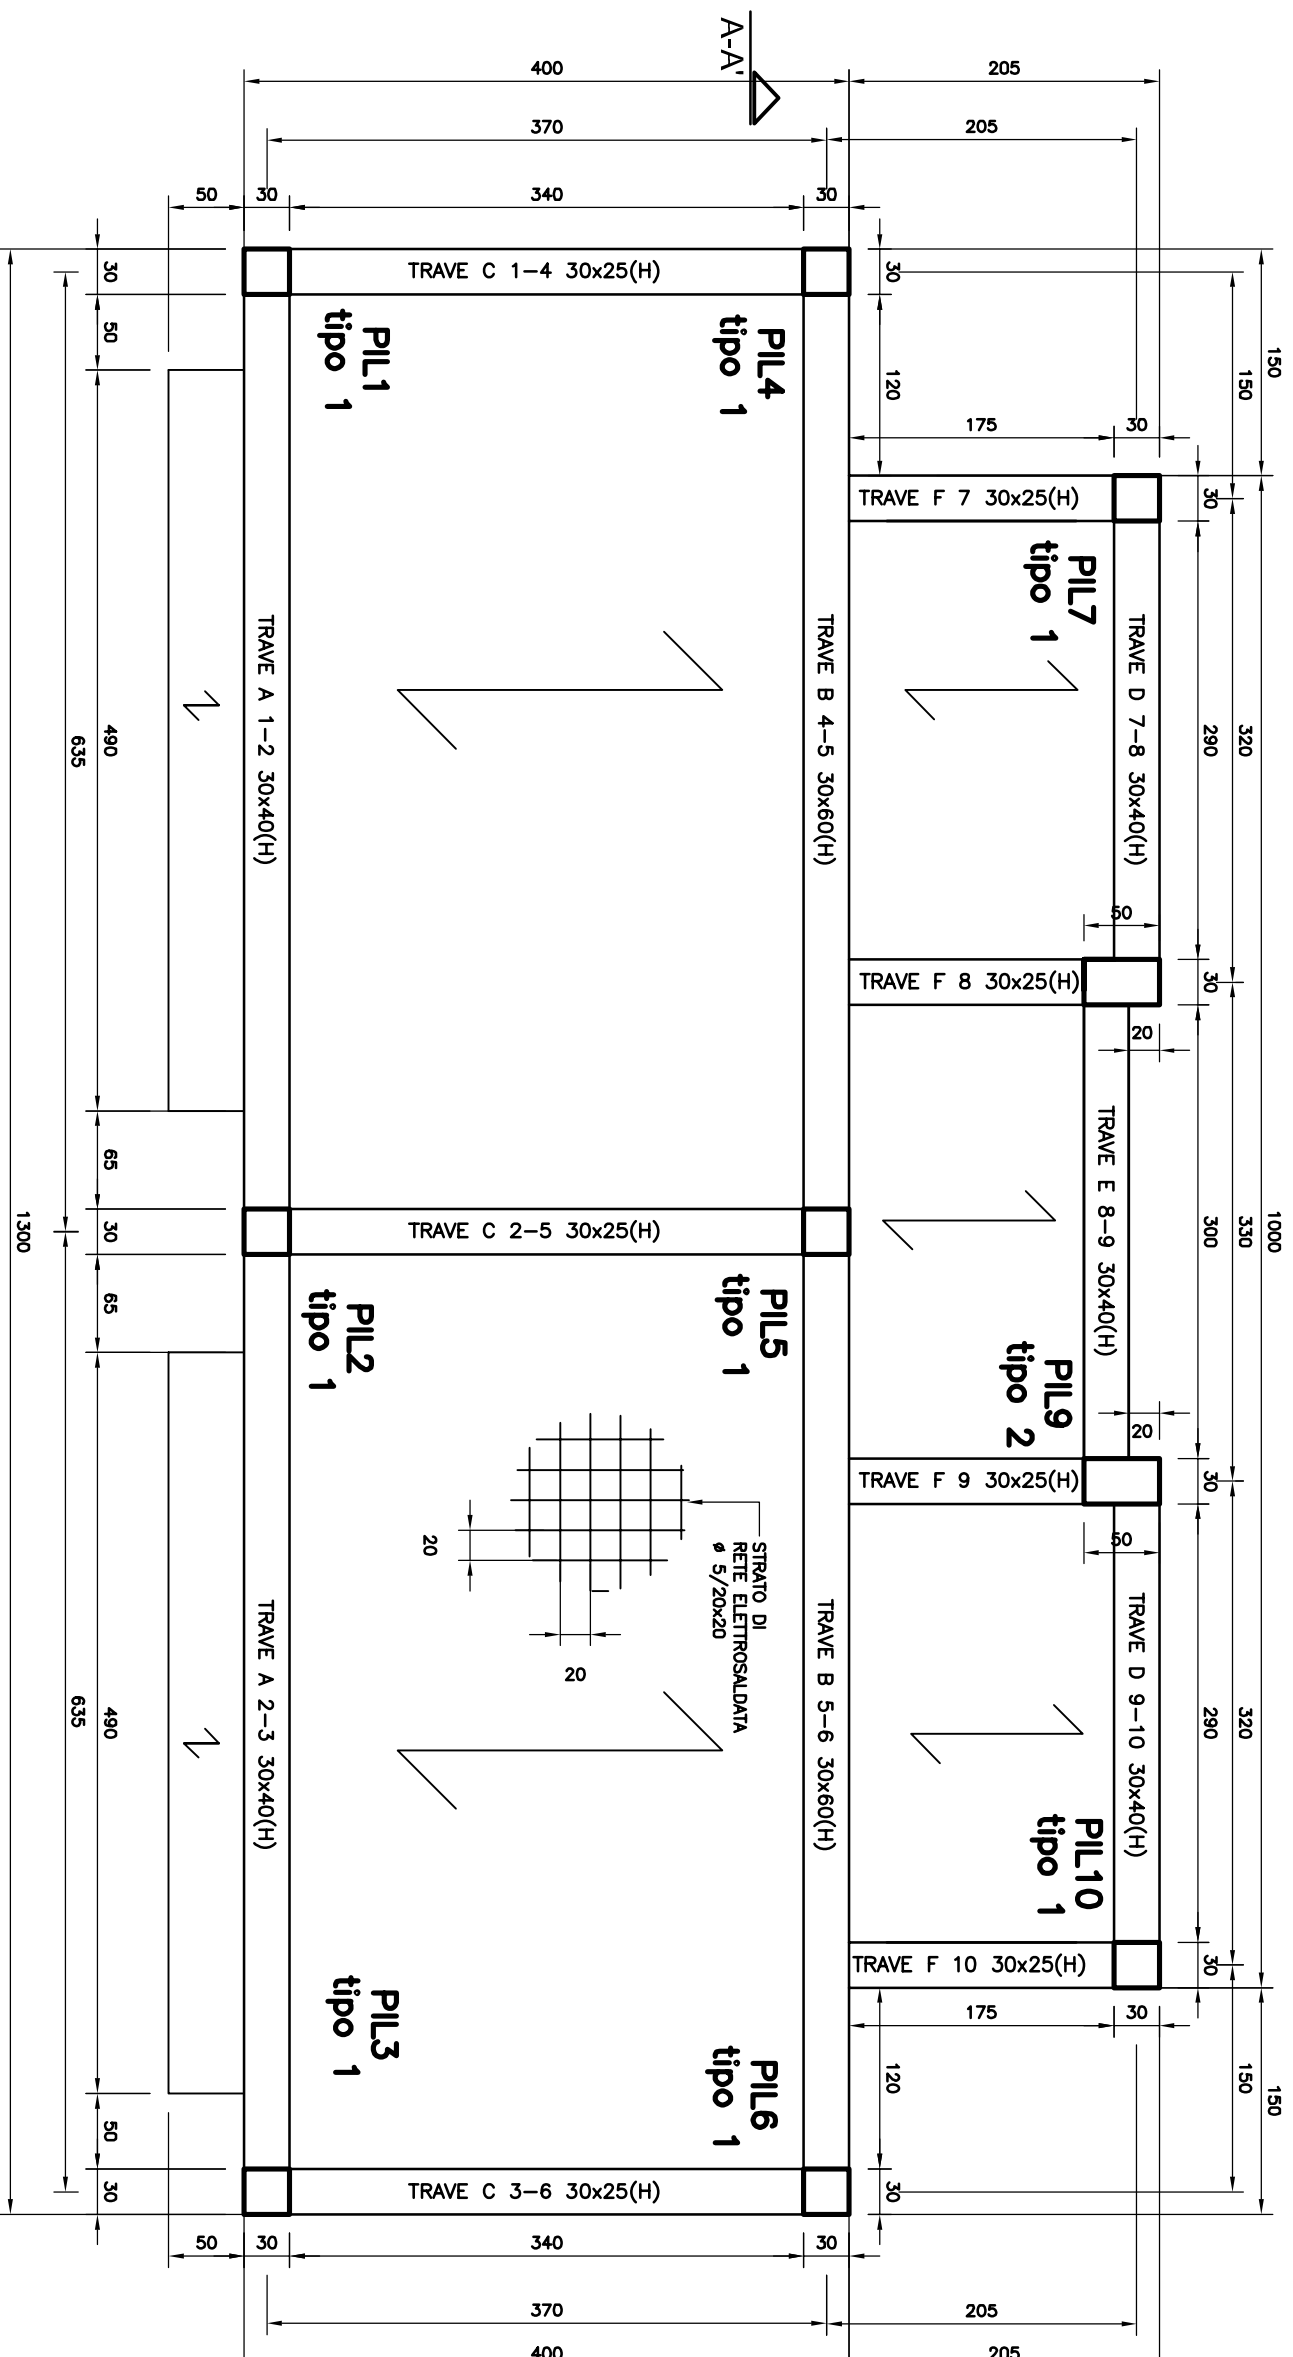 A-A'
400
205
370
205
50
30
340
30
30
TRAVE C 1-4 30x25(H)
30
150
150
50
PIL1
tipo 1
PIL4
tipo 1
120
175
30
TRAVE F 7 30x25(H)
30
PIL7
tipo 1
TRAVE A 1-2 30x40(H)
TRAVE B 4-5 30x60(H)
TRAVE D 7-8 30x40(H)
490
635
290
320
50
TRAVE F 8 30x25(H)
30
20
65
TRAVE E 8-9 30x40(H)
30
1300
TRAVE C 2-5 30x25(H)
300
330
1000
65
PIL2
tipo 1
PIL5
tipo 1
PIL9
tipo 2
20
TRAVE F 9 30x25(H)
30
20
20
STRATO DI
RETE ELETTROSALDATA
ø 5/20x20
50
TRAVE A 2-3 30x40(H)
TRAVE B 5-6 30x60(H)
TRAVE D 9-10 30x40(H)
490
635
290
320
PIL10
tipo 1
TRAVE F 10 30x25(H)
30
175
30
PIL3
tipo 1
PIL6
tipo 1
120
150
150
50
30
TRAVE C 3-6 30x25(H)
30
50
30
340
30
370
205
400
205